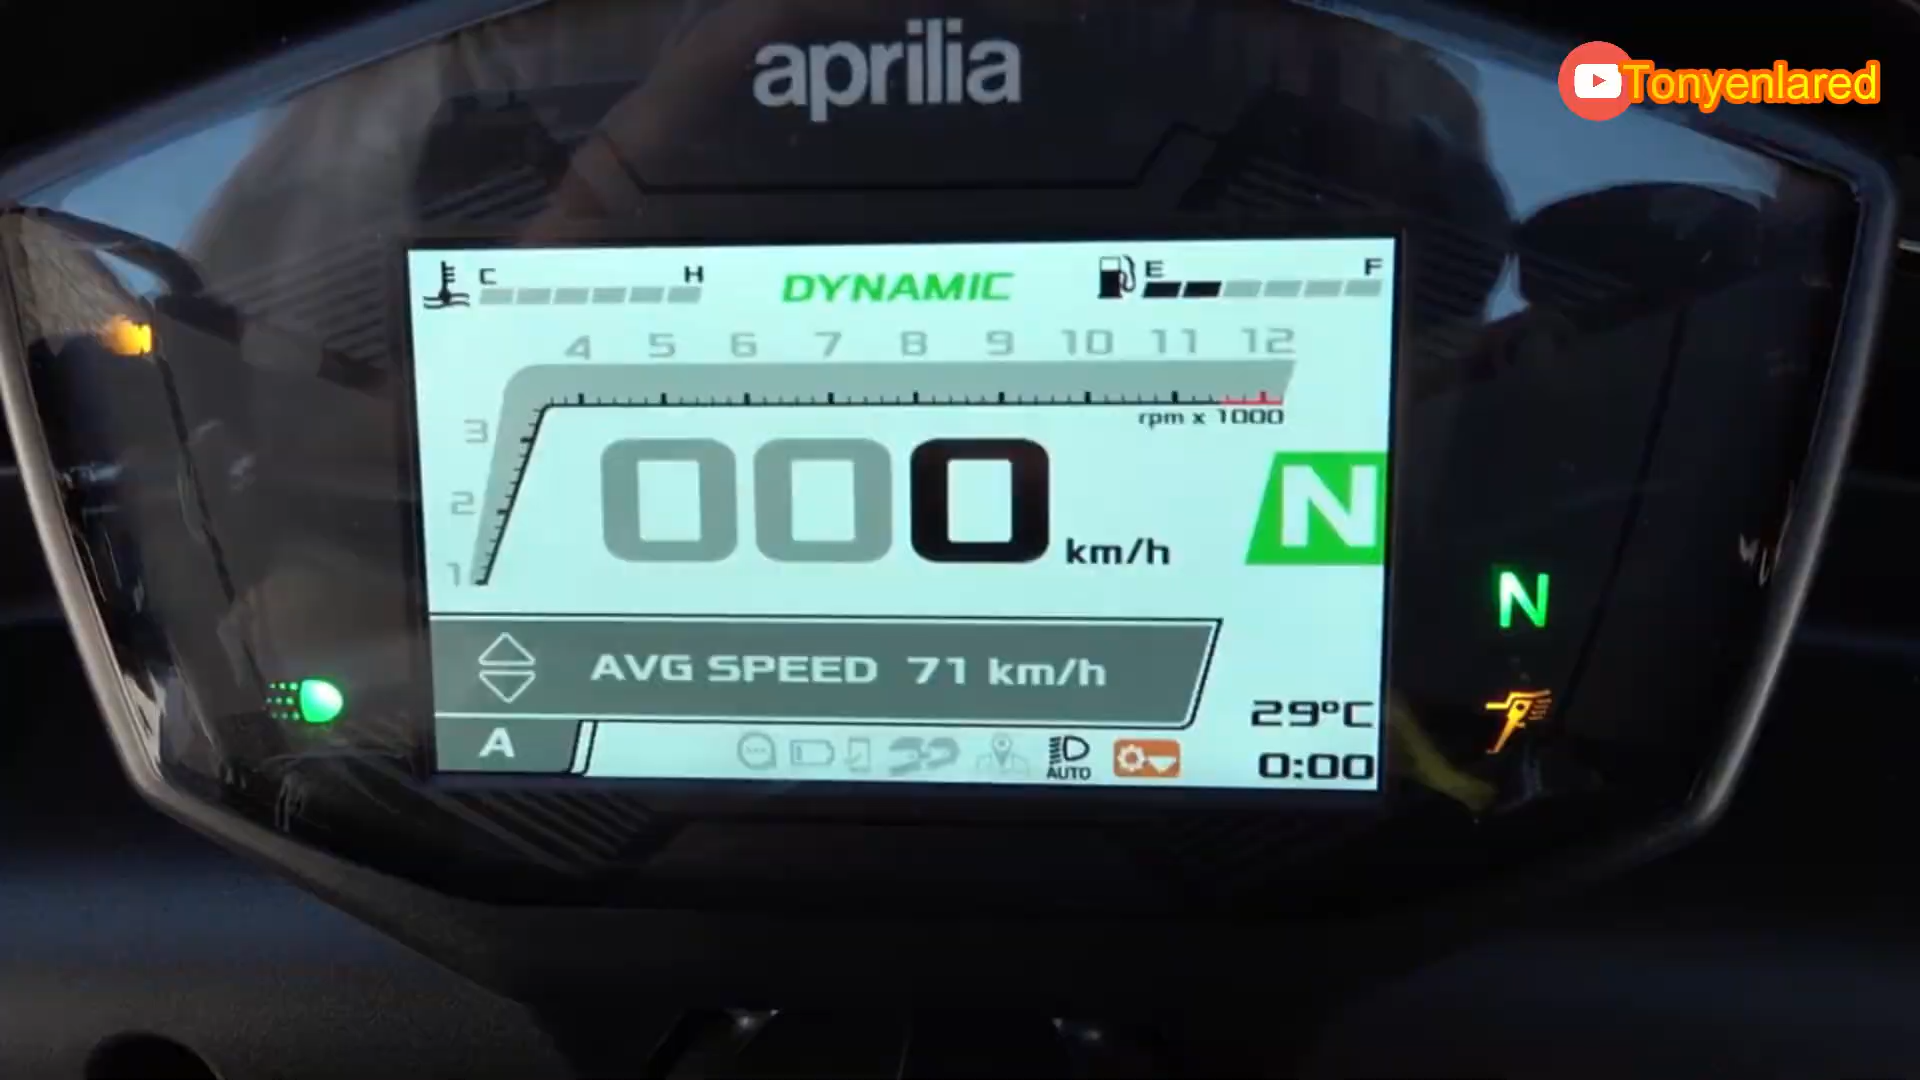 aprilia
Tonyenlared
C H
DYNAMIC
E F
4 5 6 7 8 9 10 11 12
rpm x 1000
3
2
1
000 km/h
N
N
AVG SPEED 71 km/h
29°C
A
AUTO
0:00